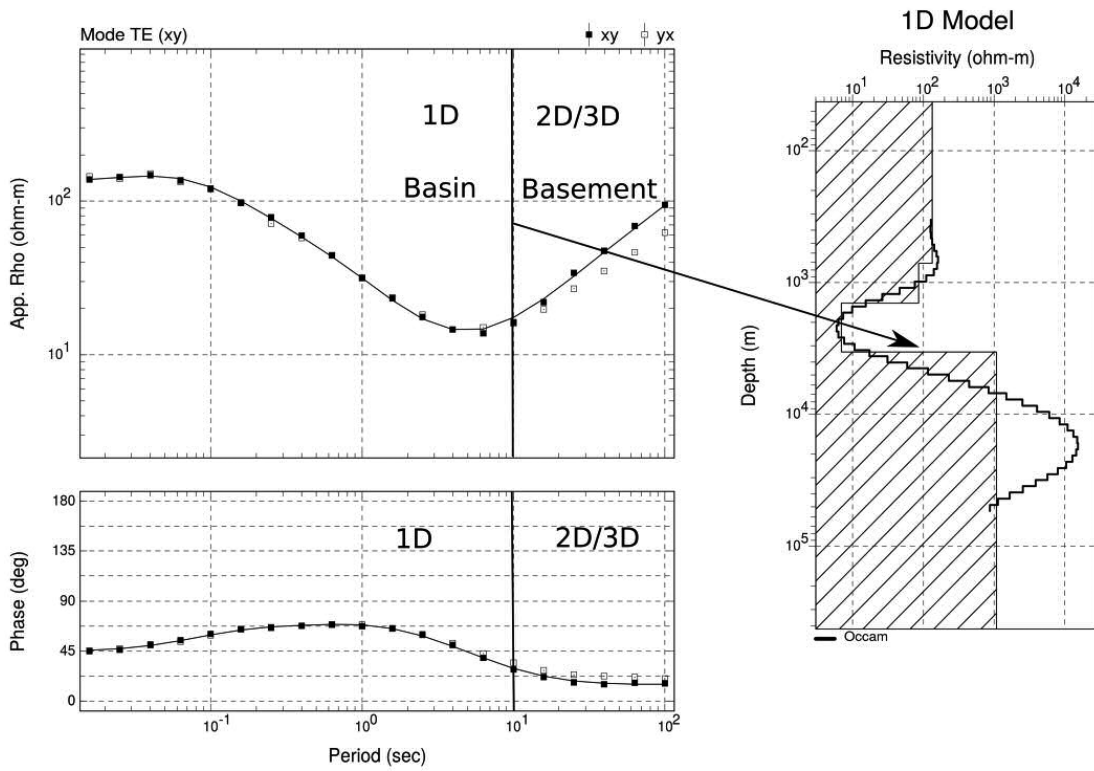 Mode TE (xy)
xy
yx
App. Rho (ohm-m)
10²
10¹
1D
2D/3D
Basin
Basement
Phase (deg)
180
135
90
45
0
1D
2D/3D
10⁻¹
10⁰
10¹
10²
Period (sec)
1D Model
Resistivity (ohm-m)
10¹
10²
10³
10⁴
Depth (m)
10²
10³
10⁴
10⁵
Occam